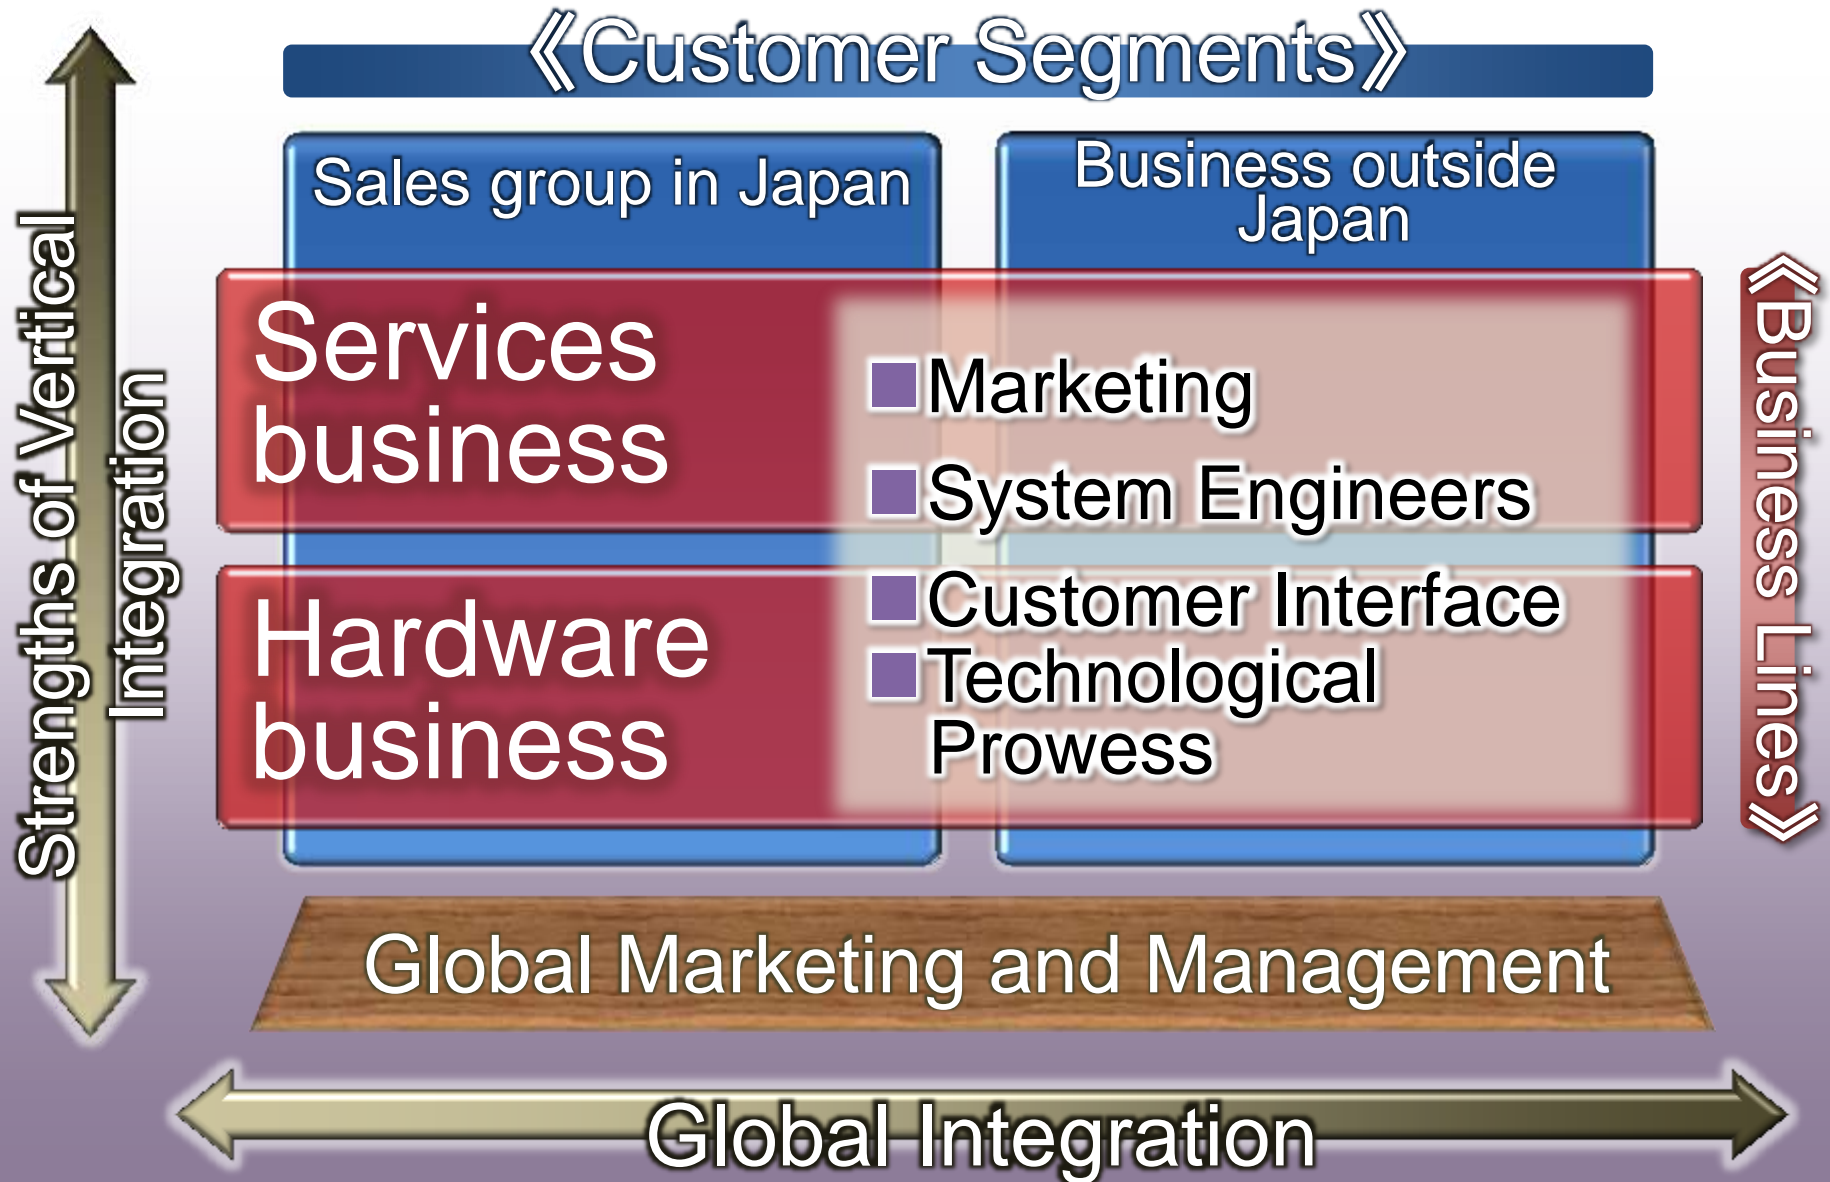 《Customer Segments》
Sales group in Japan
Business outside
Japan
Strengths of Vertical
Integration
Services
business
■Marketing
■System Engineers
■Customer Interface
■Technological
Prowess
Hardware
business
《Business Lines》
Global Marketing and Management
Global Integration